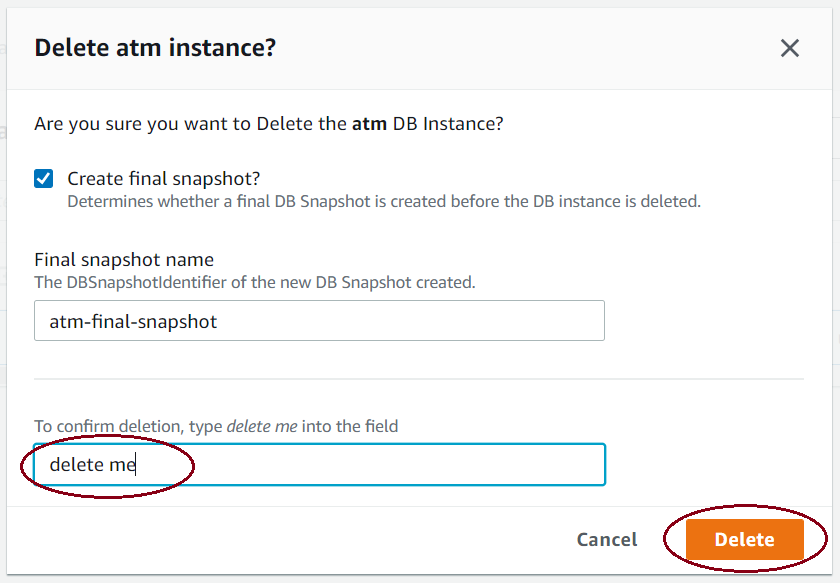 Delete atm instance?
Are you sure you want to Delete the atm DB Instance?
Create final snapshot?
Determines whether a final DB Snapshot is created before the DB instance is deleted.
Final snapshot name
The DBSnapshotIdentifier of the new DB Snapshot created.
atm-final-snapshot
To confirm deletion, type delete me into the field
delete me
Cancel
Delete